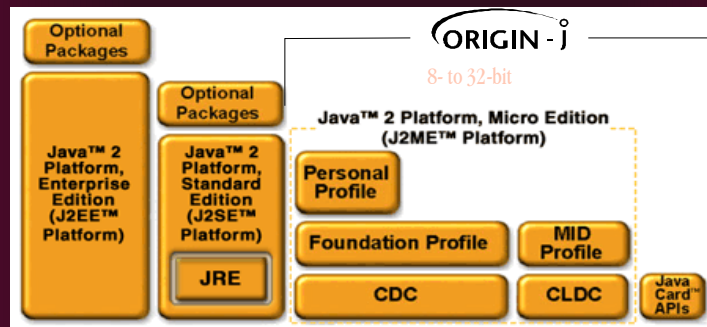 Optional
Packages
ORIGIN - j
8- to 32-bit
Optional
Packages
Java™ 2 Platform, Micro Edition
(J2ME™ Platform)
Java™ 2
Platform,
Enterprise
Edition
(J2EE™
Platform)
Java™ 2
Platform,
Standard
Edition
(J2SE™
Platform)
JRE
Personal
Profile
Foundation Profile
MID
Profile
CDC
CLDC
Java
Card™
APIs